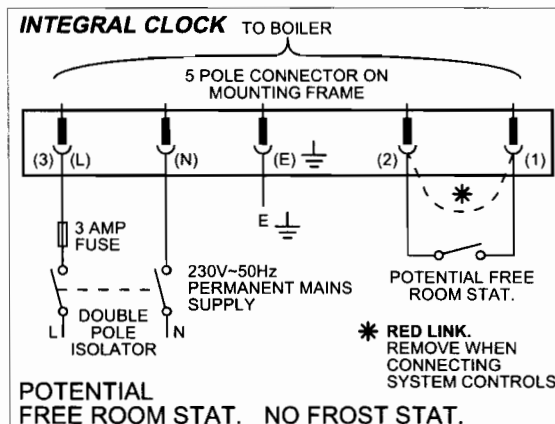 INTEGRAL CLOCK TO BOILER
5 POLE CONNECTOR ON
MOUNTING FRAME
(3) (L) (N) (E) (2) (1)
E
3 AMP
FUSE
230V~50Hz
PERMANENT MAINS
SUPPLY
POTENTIAL FREE
ROOM STAT.
DOUBLE
POLE
ISOLATOR
L N
✱ RED LINK.
REMOVE WHEN
CONNECTING
SYSTEM CONTROLS
POTENTIAL
FREE ROOM STAT. NO FROST STAT.